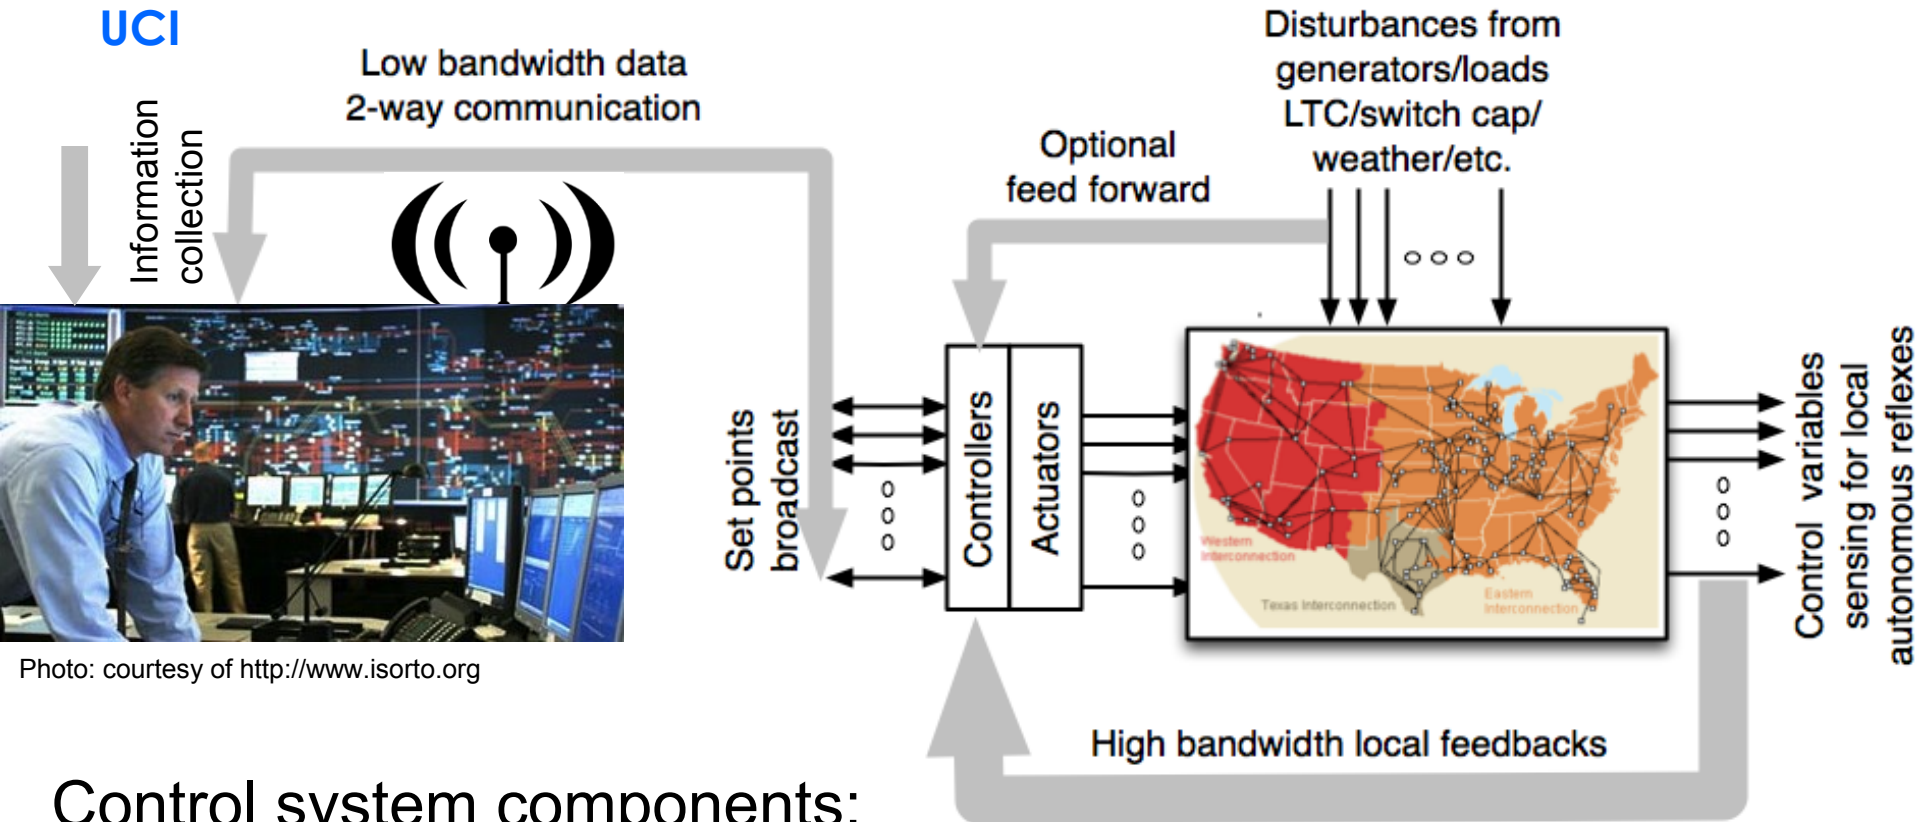 UCI
Information
collection
Low bandwidth data
2-way communication
Optional
feed forward
Disturbances from
generators/loads
LTC/switch cap/
weather/etc.
Set points
broadcast
Controllers
Actuators
Western
Interconnection
Texas Interconnection
Eastern
Interconnection
Control variables
sensing for local
autonomous reflexes
Photo: courtesy of http://www.isorto.org
High bandwidth local feedbacks
Control system components: